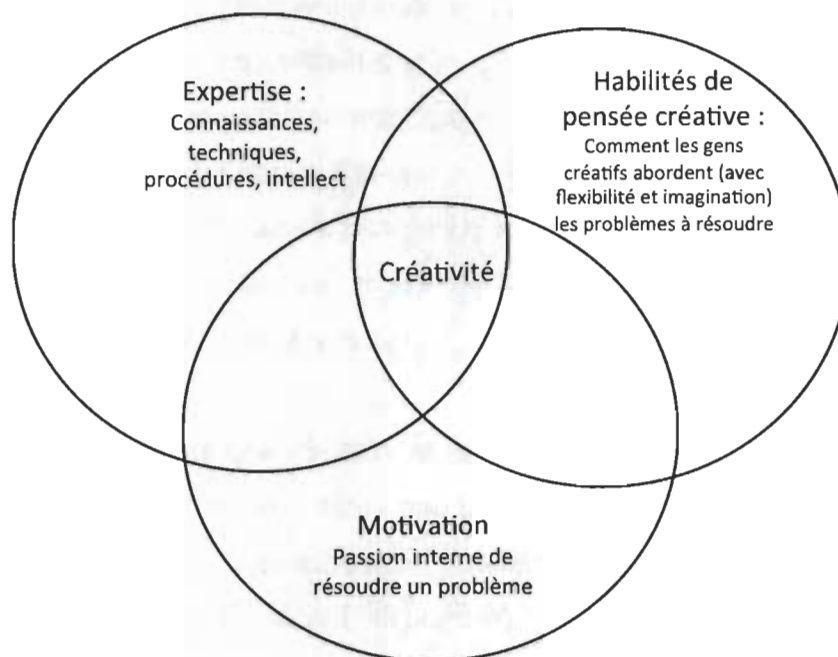 Expertise :
Connaissances,
techniques,
procédures, intellect
Habilités de
pensée créative :
Comment les gens
créatifs abordent (avec
flexibilité et imagination)
les problèmes à résoudre
Créativité
Motivation
Passion interne de
résoudre un problème